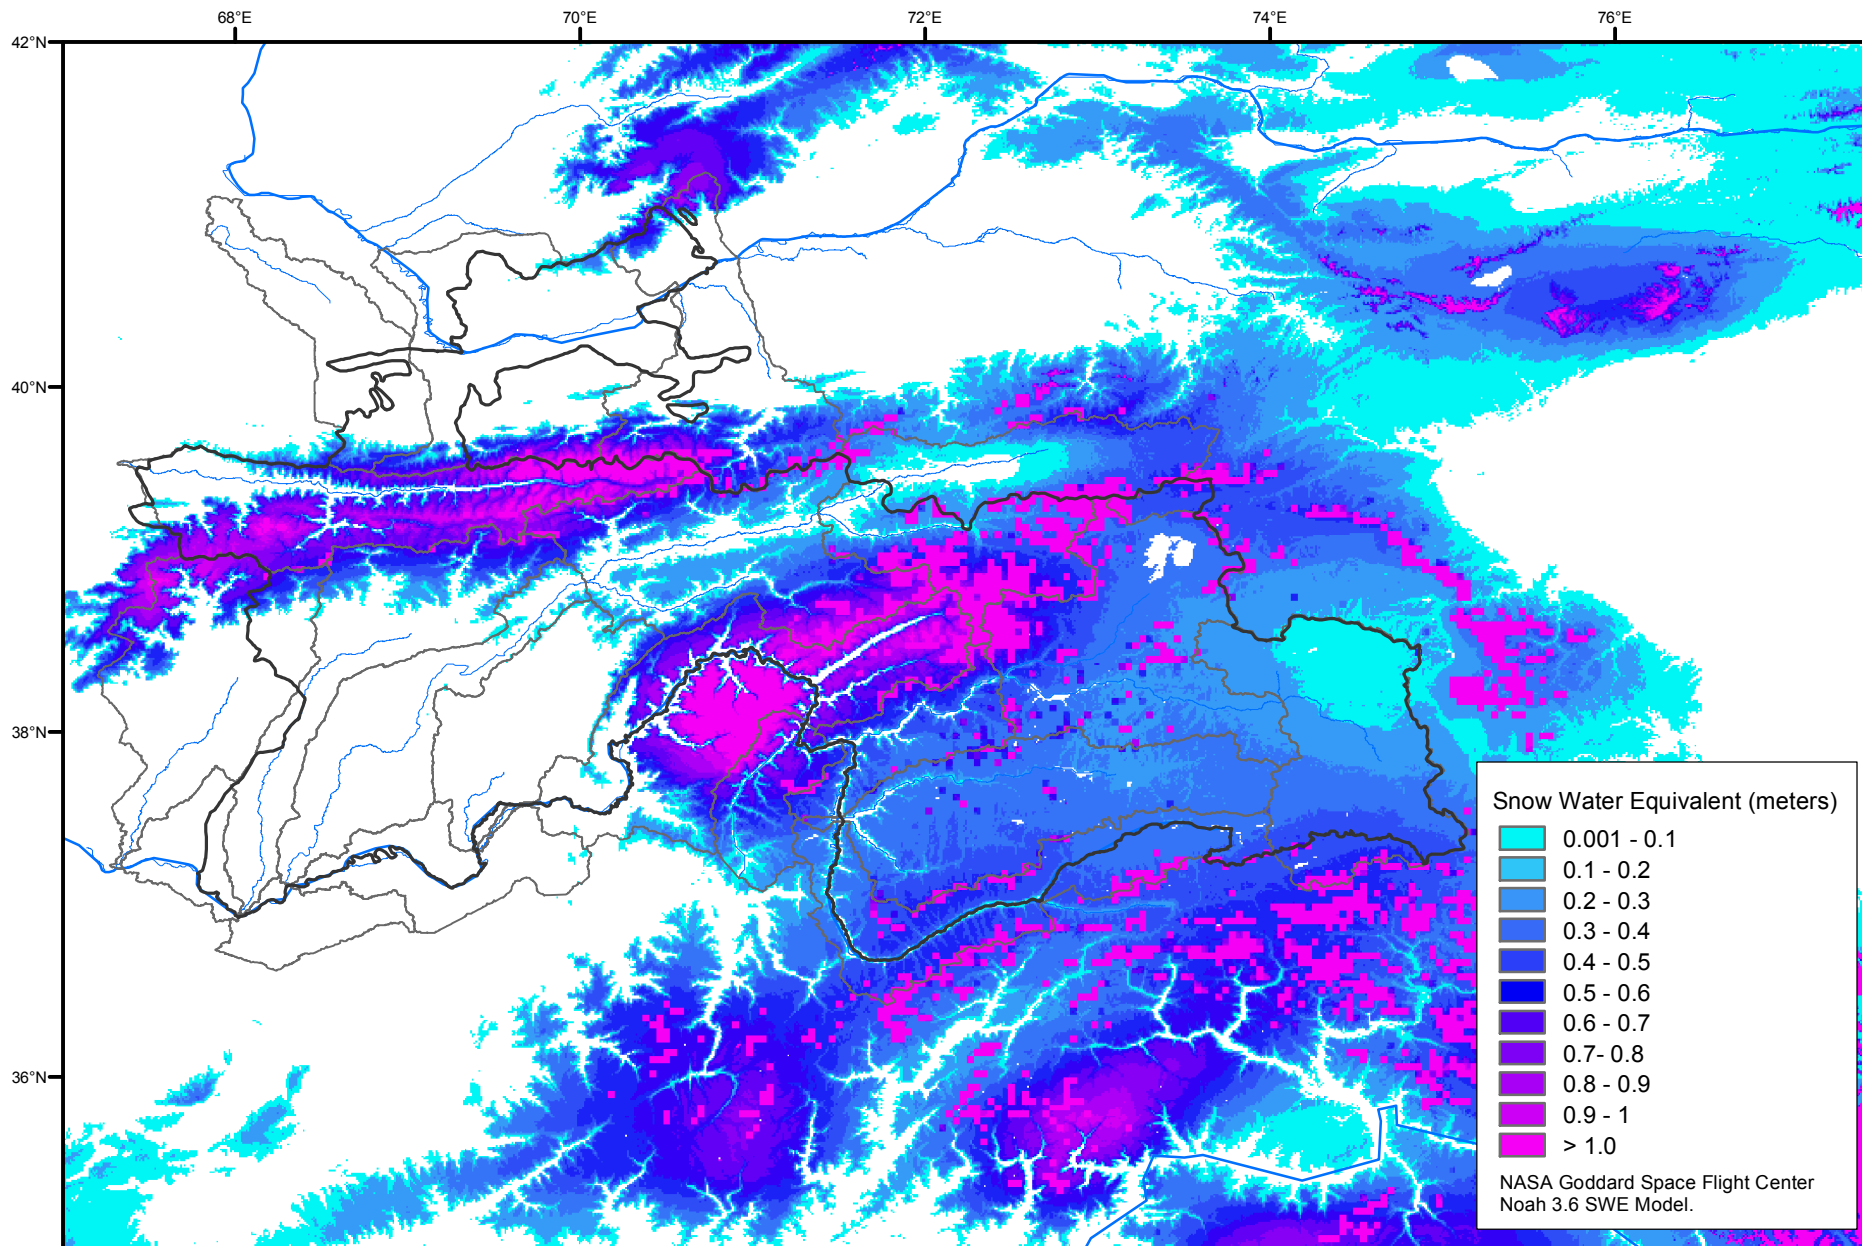 68°E
70°E
72°E
74°E
76°E
42°N
40°N
38°N
36°N
Snow Water Equivalent (meters)
0.001 - 0.1
0.1 - 0.2
0.2 - 0.3
0.3 - 0.4
0.4 - 0.5
0.5 - 0.6
0.6 - 0.7
0.7- 0.8
0.8 - 0.9
0.9 - 1
> 1.0
NASA Goddard Space Flight Center
Noah 3.6 SWE Model.